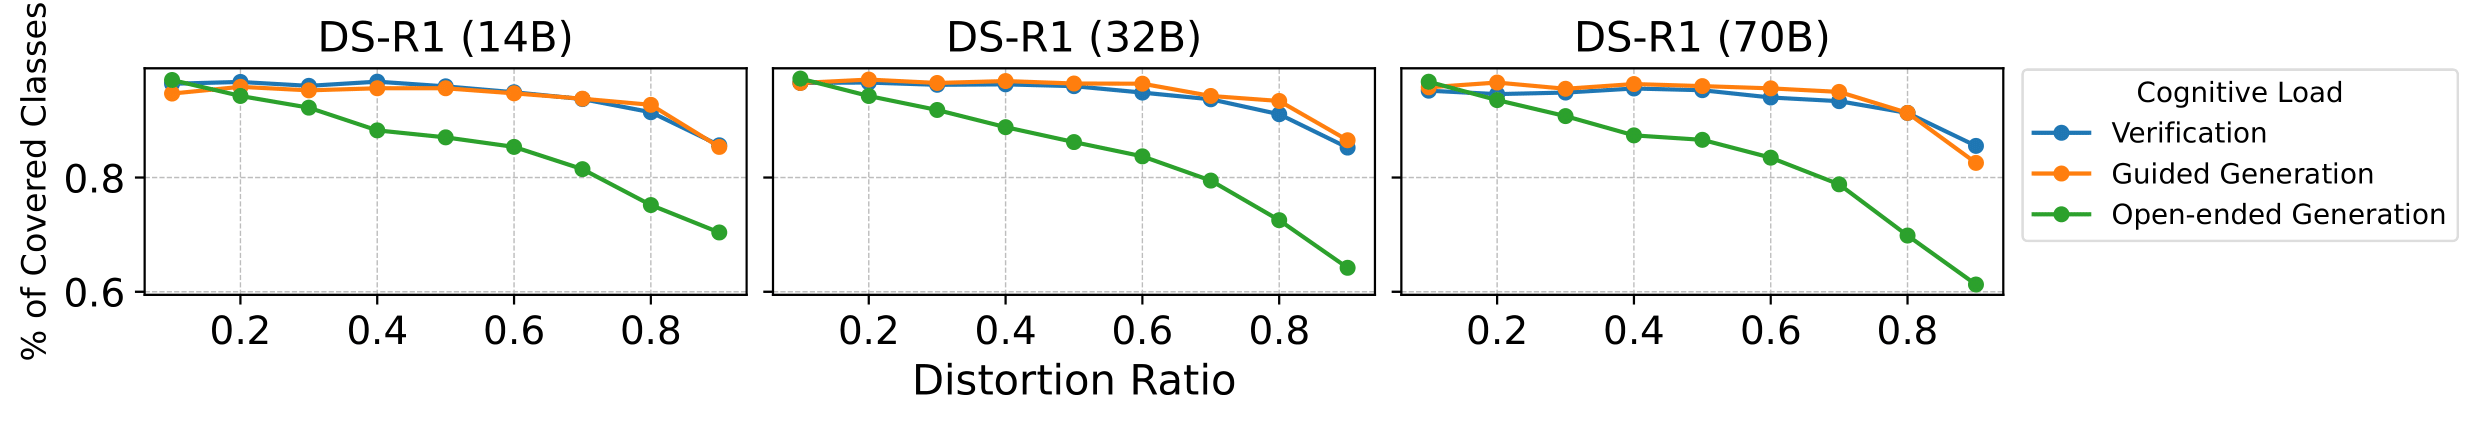 % of Covered Classes
DS-R1 (14B)
DS-R1 (32B)
DS-R1 (70B)
0.8
0.6
0.2 0.4 0.6 0.8
0.2 0.4 0.6 0.8
0.2 0.4 0.6 0.8
Distortion Ratio
Cognitive Load
Verification
Guided Generation
Open-ended Generation